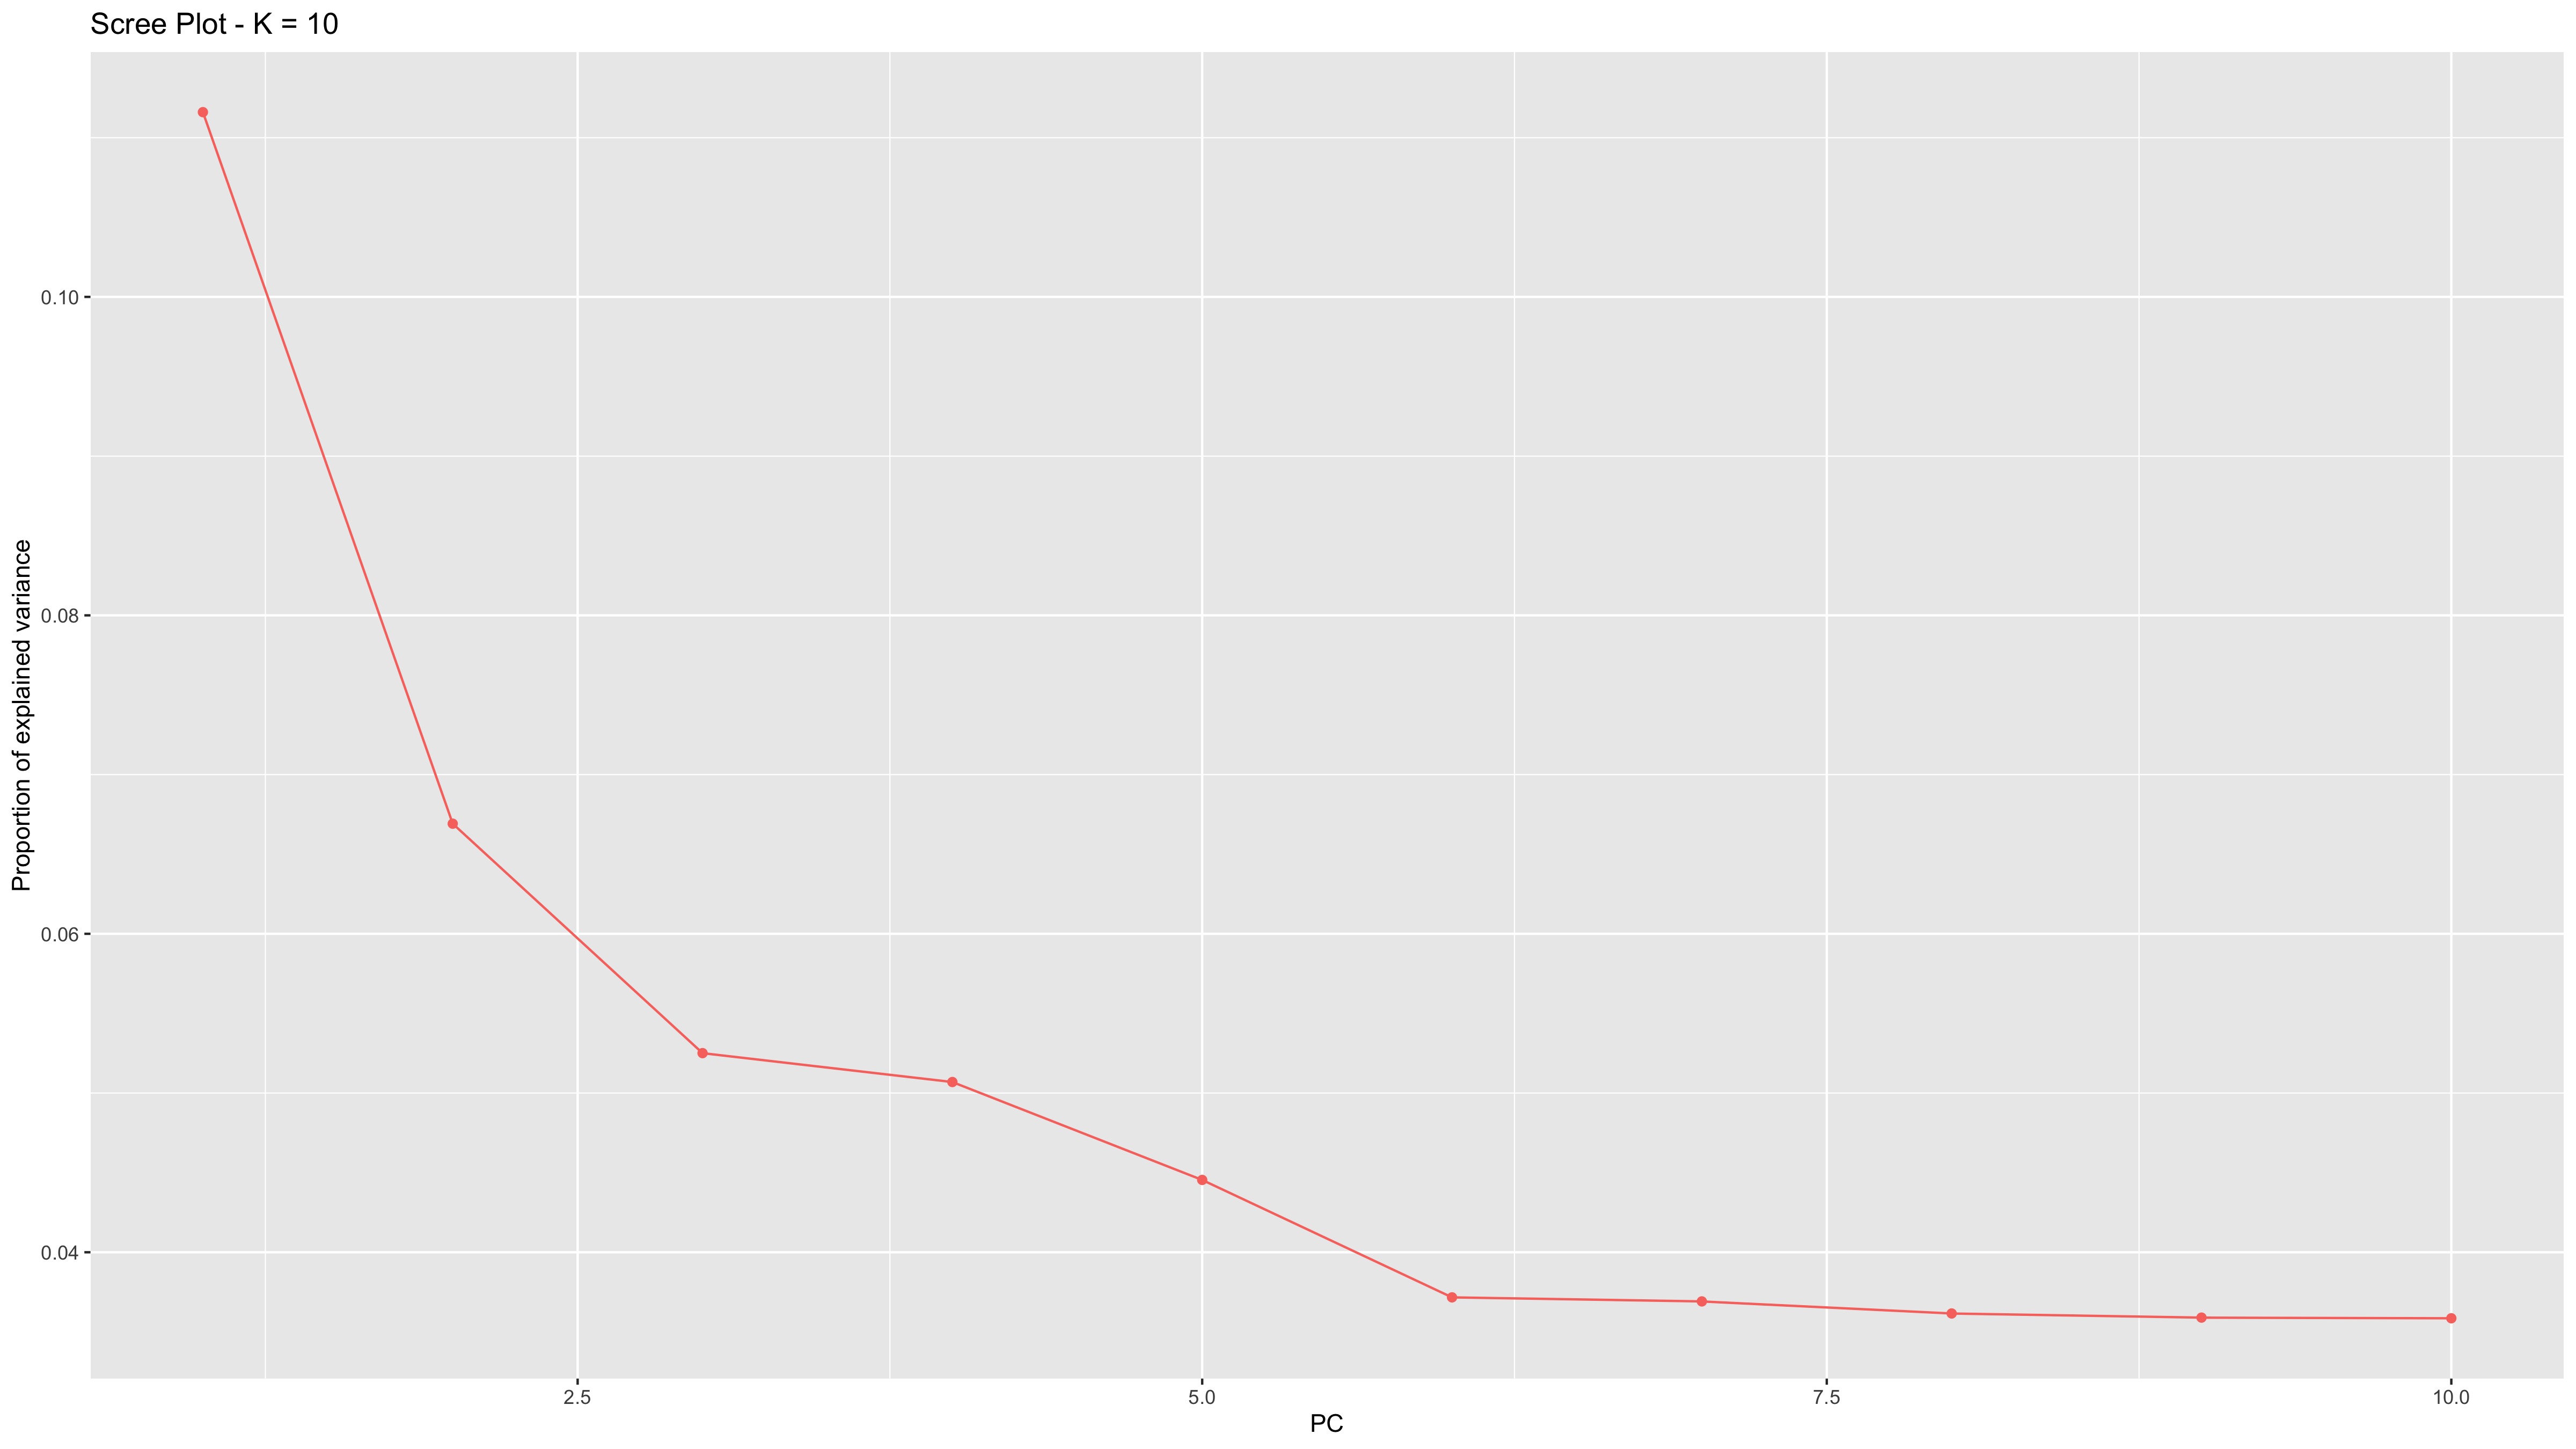 Scree Plot - K = 10
Proportion of explained variance
0.10
0.08
0.06
0.04
2.5
5.0
7.5
10.0
PC